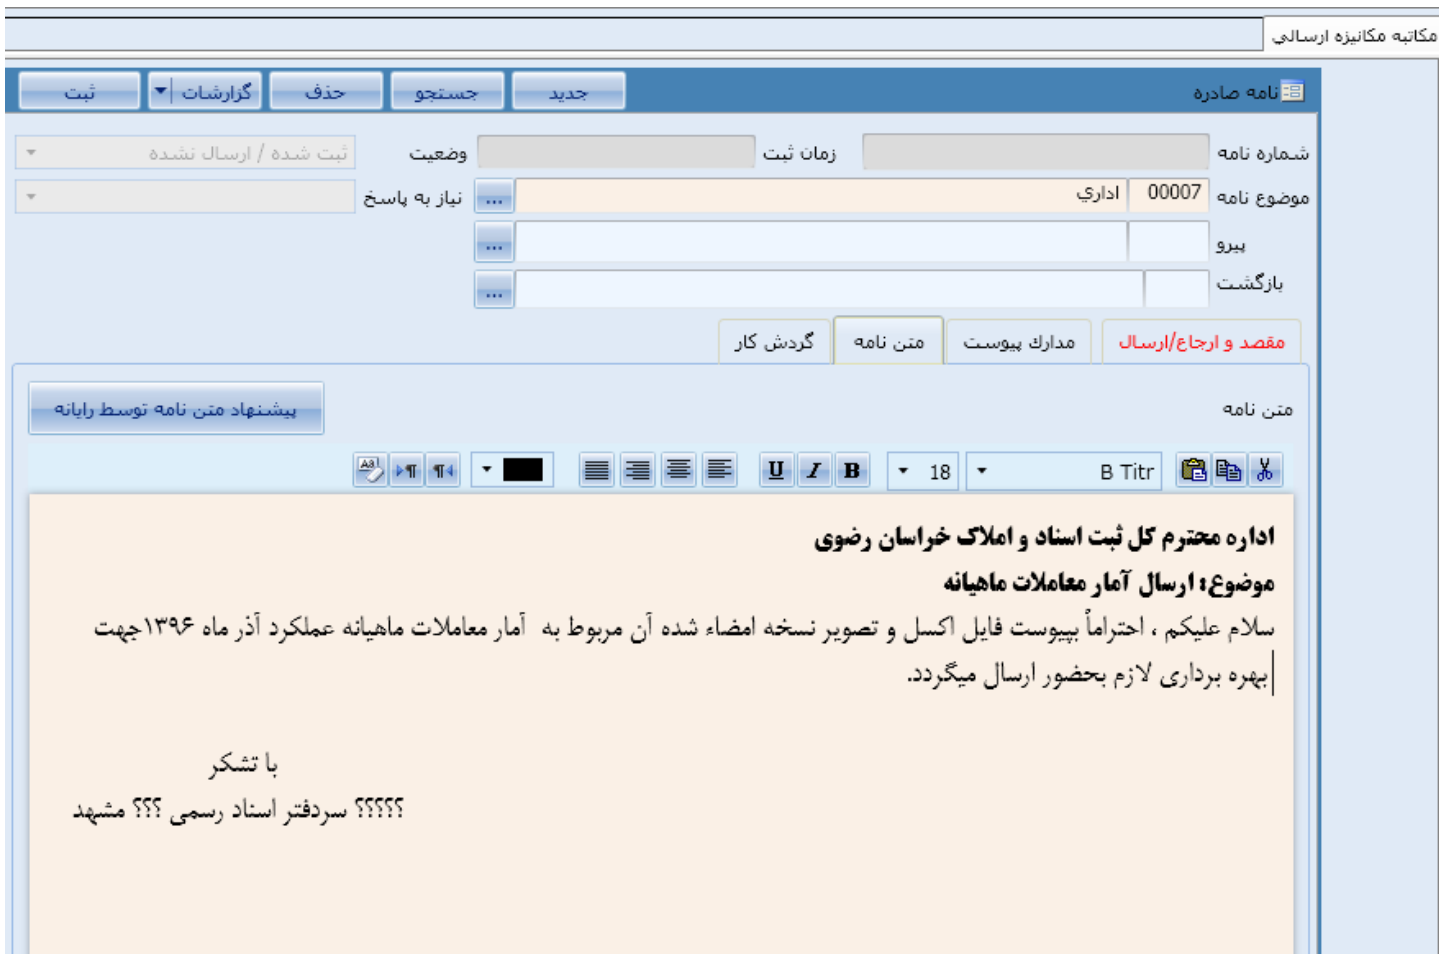 مکاتبه مکانیزه ارسالي
نامه صادره
جدید
جستجو
حذف
گزارشات
ثبت
شماره نامه
زمان ثبت
وضعیت
ثبت شده / ارسال نشده
موضوع نامه
00007
اداري
...
نیاز به پاسخ
پیرو
...
بازگشت
...
مقصد و ارجاع/ارسال
مدارك پیوست
متن نامه
گردش کار
متن نامه
پیشنهاد متن نامه توسط رایانه
B Titr
18
B
I
U
Aa
اداره محترم کل ثبت اسناد و املاک خراسان رضوی
موضوع: ارسال آمار معاملات ماهیانه
سلام علیکم ، احتراماً بپیوست فایل اکسل و تصویر نسخه امضاء شده آن مربوط به آمار معاملات ماهیانه عملکرد آذر ماه ۱۳۹۶جهت
بهره برداری لازم بحضور ارسال میگردد.
با تشکر
؟؟؟؟؟ سردفتر اسناد رسمی ؟؟؟ مشهد